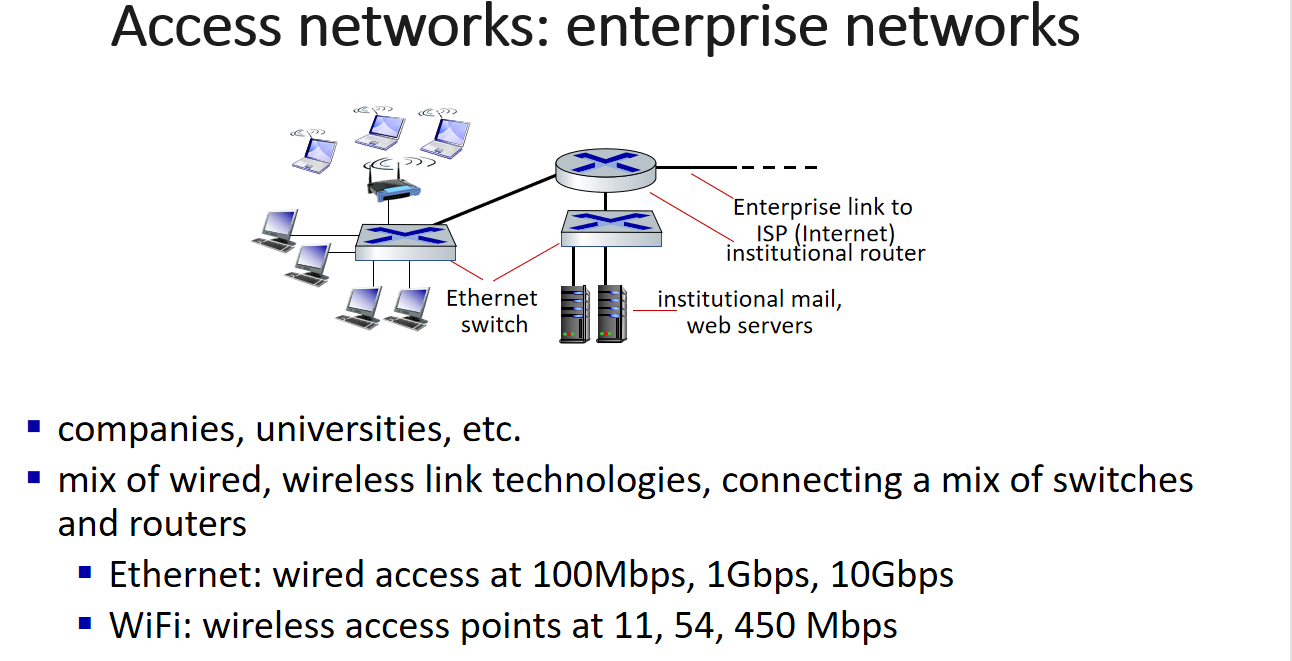 Access networks: enterprise networks
Enterprise link to
ISP (Internet)
institutional router
Ethernet
switch
institutional mail,
web servers
▪ companies, universities, etc.
▪ mix of wired, wireless link technologies, connecting a mix of switches
and routers
▪ Ethernet: wired access at 100Mbps, 1Gbps, 10Gbps
▪ WiFi: wireless access points at 11, 54, 450 Mbps